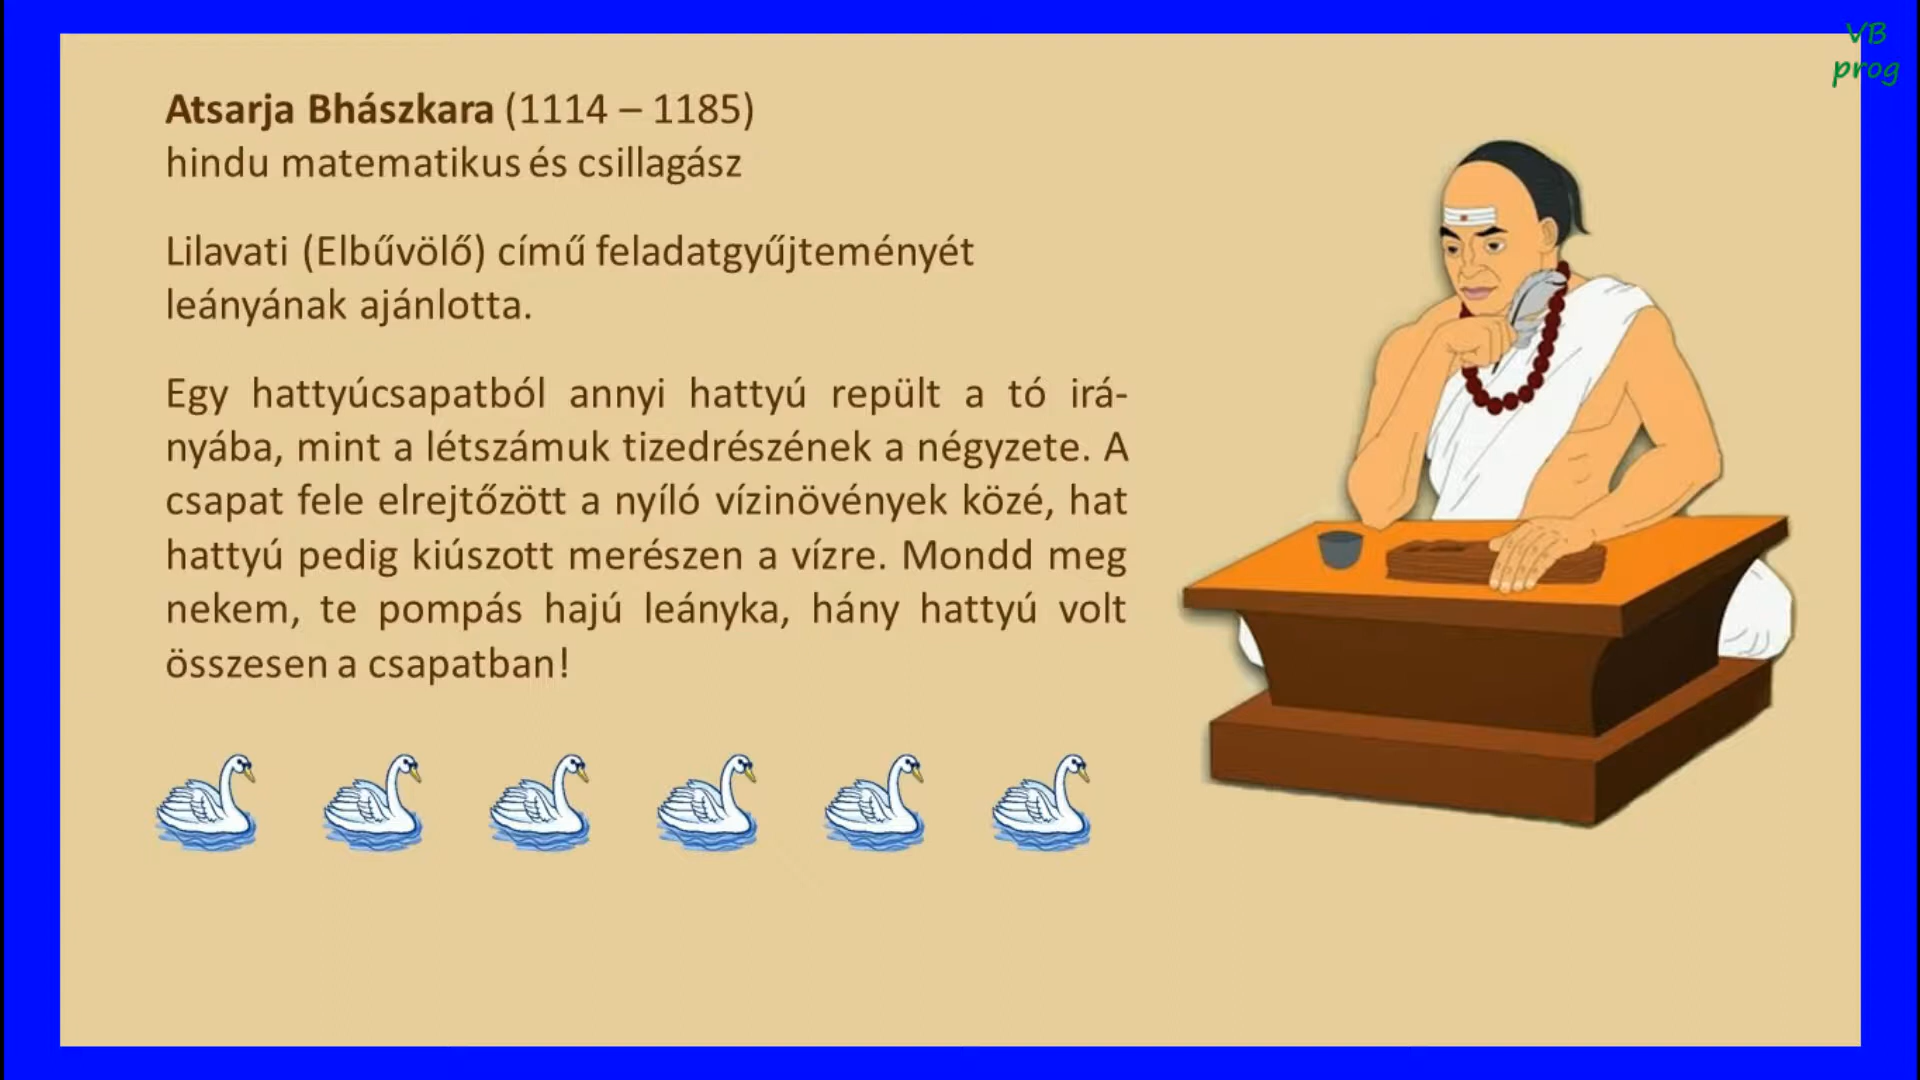 VB
prog
Atsarja Bhászkara (1114 – 1185)
hindu matematikus és csillagász
Lilavati (Elbűvölő) című feladatgyűjteményét
leányának ajánlotta.
Egy hattyúcsapatból annyi hattyú repült a tó irá-
nyába, mint a létszámuk tizedrészének a négyzete. A
csapat fele elrejtőzött a nyíló vízinövények közé, hat
hattyú pedig kiúszott merészen a vízre. Mondd meg
nekem, te pompás hajú leányka, hány hattyú volt
összesen a csapatban!